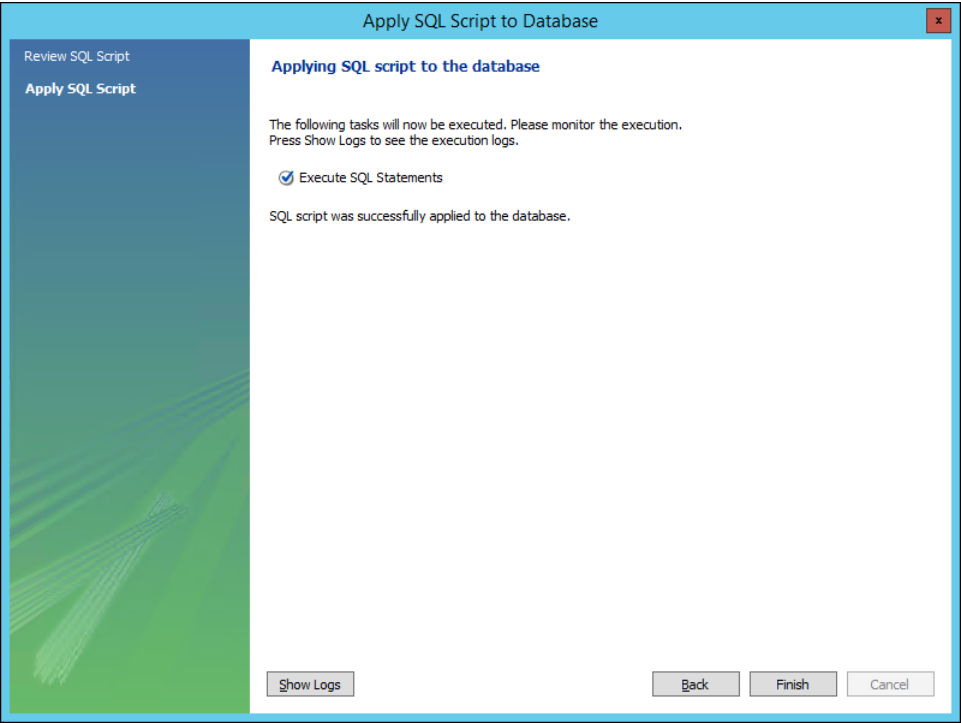 Apply SQL Script to Database
x
Review SQL Script
Apply SQL Script
Applying SQL script to the database
The following tasks will now be executed. Please monitor the execution.
Press Show Logs to see the execution logs.
Execute SQL Statements
SQL script was successfully applied to the database.
Show Logs
Back
Finish
Cancel